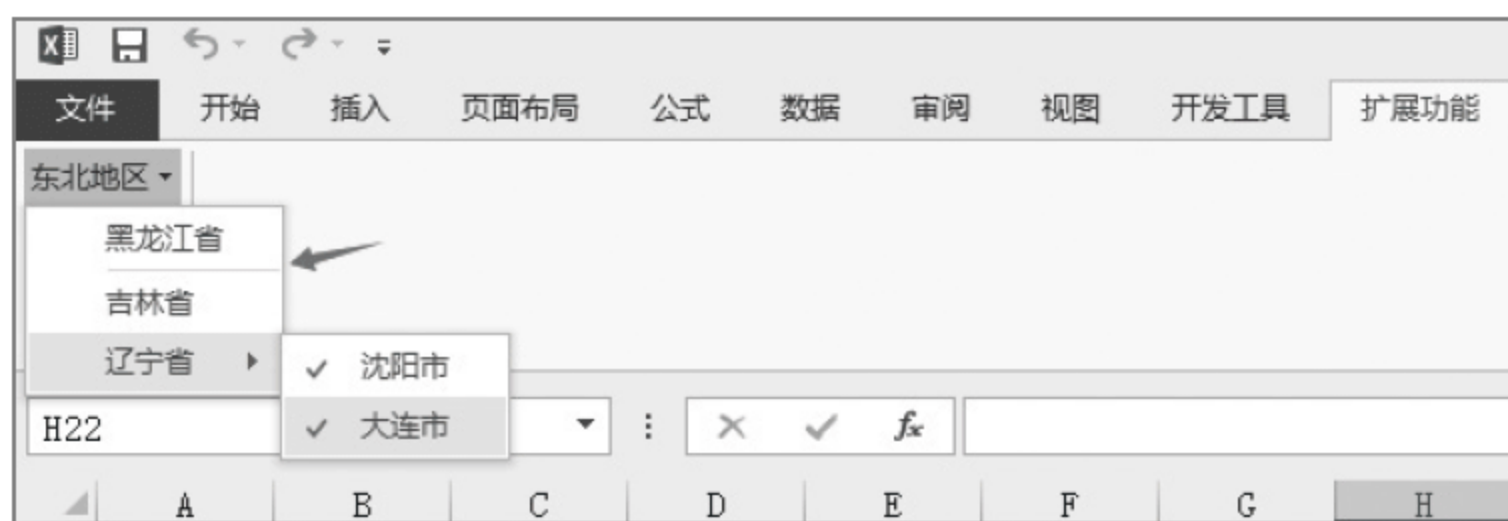 文件 开始 插入 页面布局 公式 数据 审阅 视图 开发工具 扩展功能
东北地区
黑龙江省
吉林省
辽宁省
沈阳市
大连市
H22 fx
A B C D E F G H